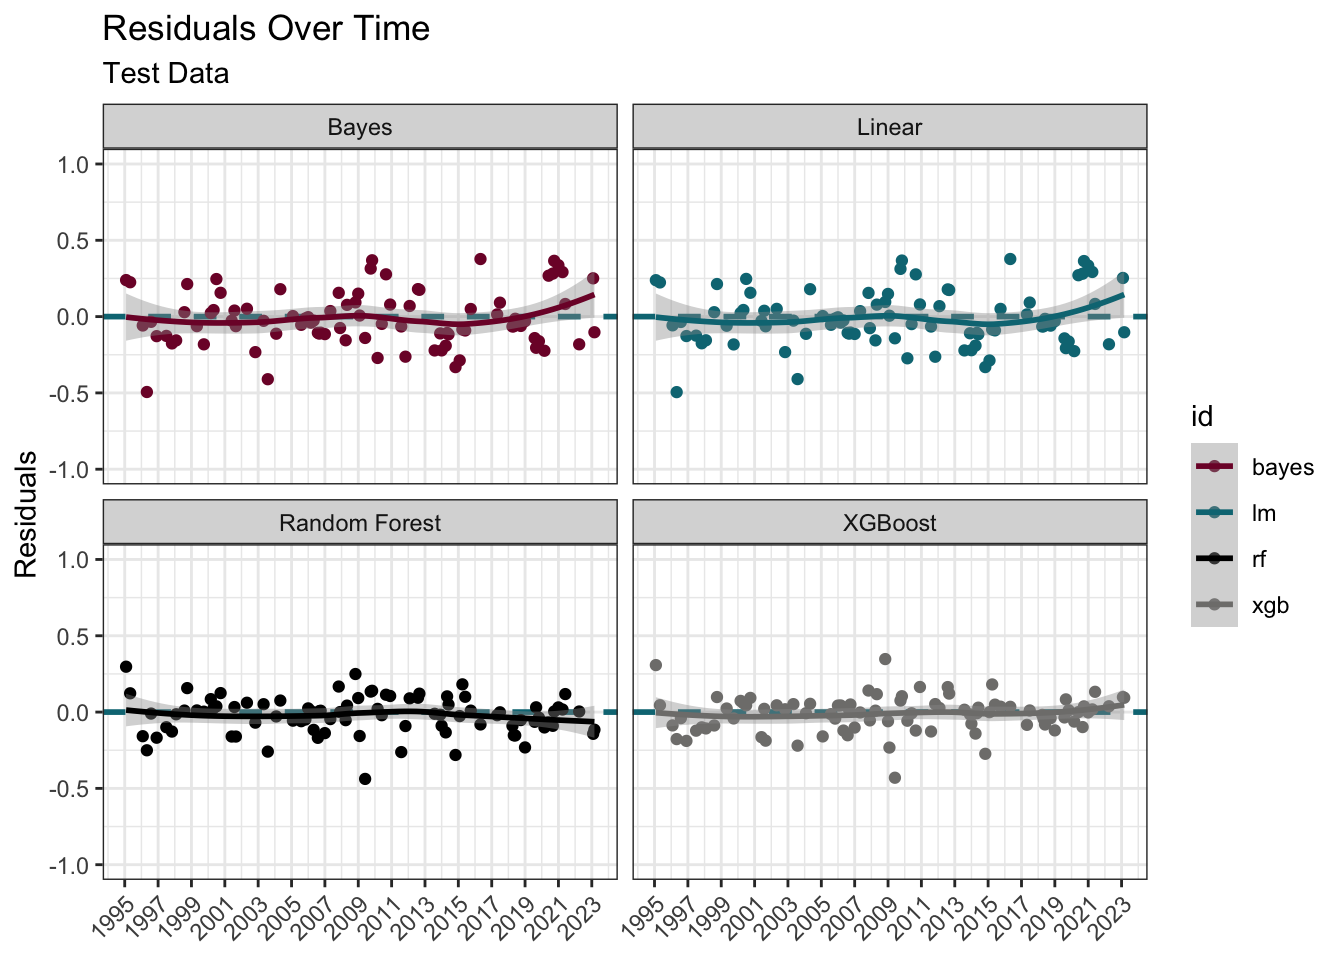 Residuals Over Time
Test Data
Bayes
Linear
1.0
0.5
0.0
-0.5
-1.0
Random Forest
XGBoost
1.0
0.5
0.0
-0.5
-1.0
Residuals
1995 1997 1999 2001 2003 2005 2007 2009 2011 2013 2015 2017 2019 2021 2023
1995 1997 1999 2001 2003 2005 2007 2009 2011 2013 2015 2017 2019 2021 2023
id
bayes
lm
rf
xgb